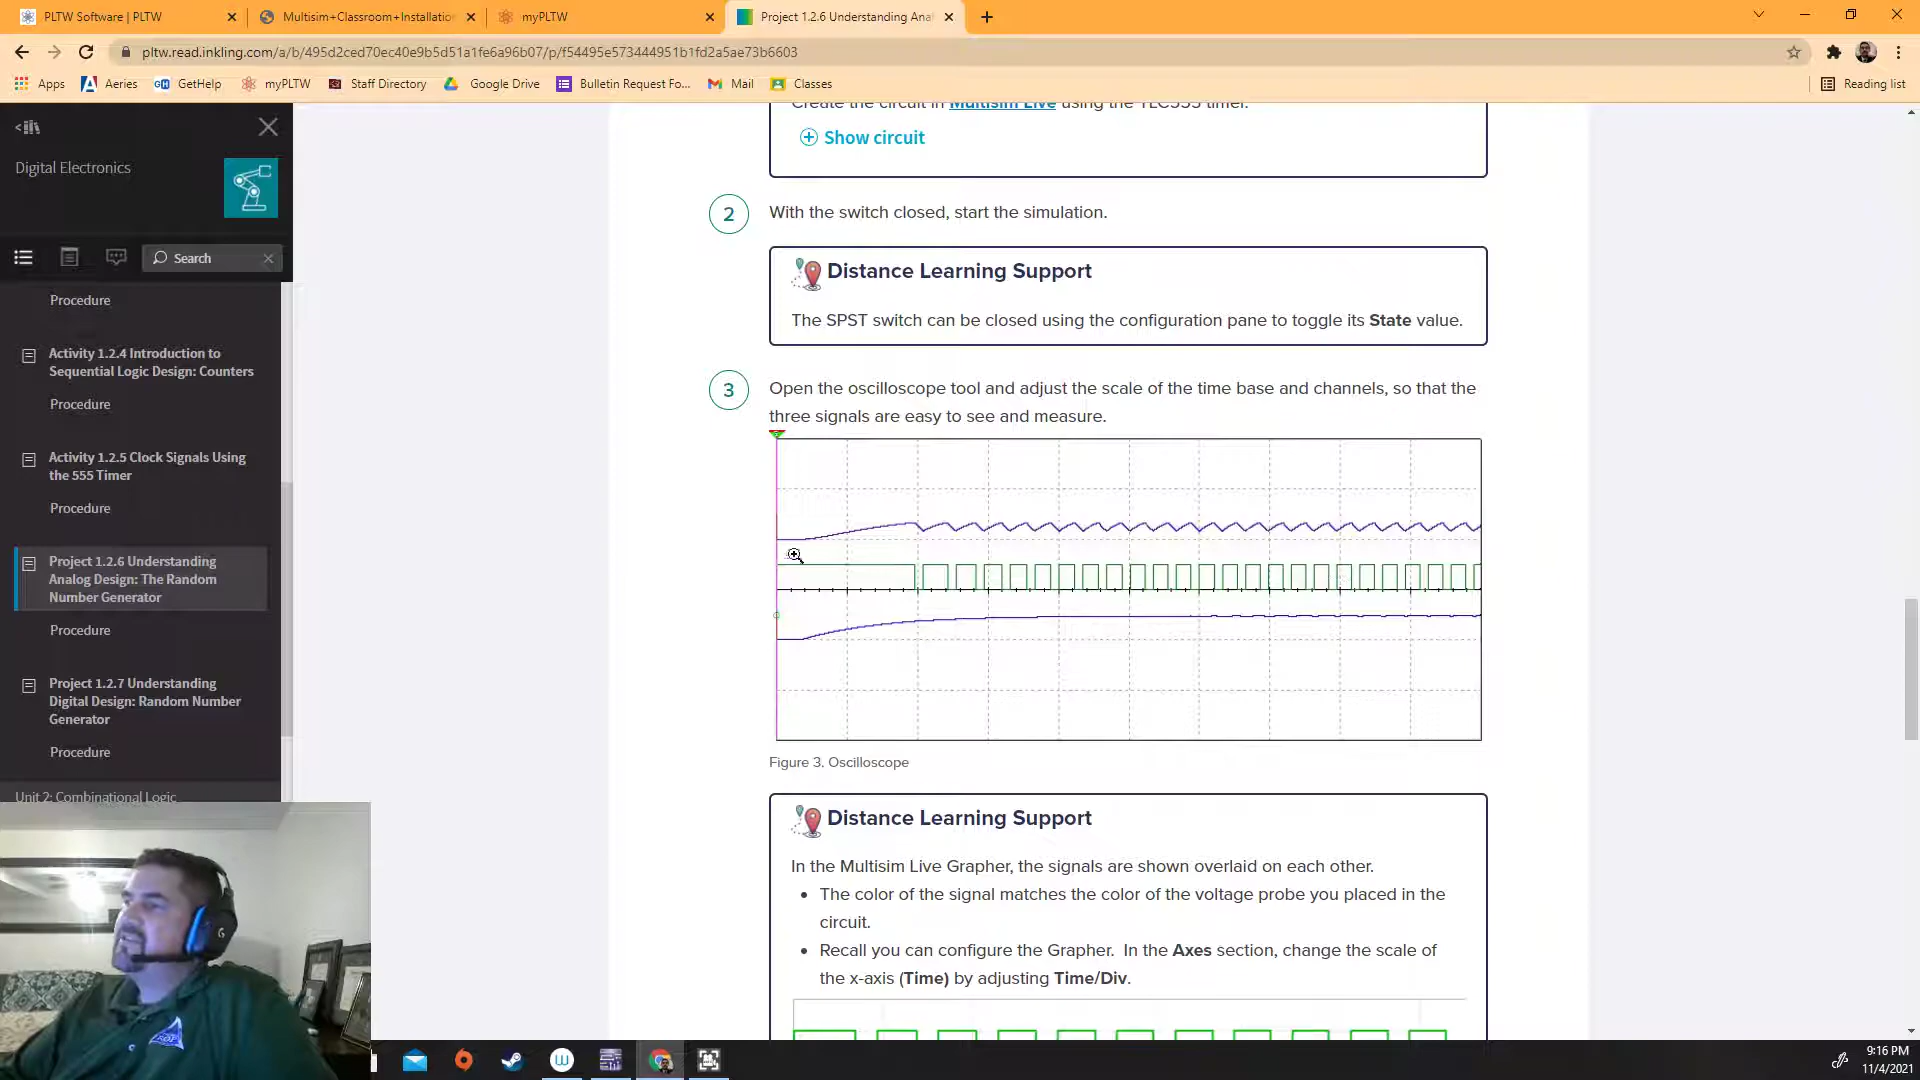 PLTW Software | PLTW
Multisim+Classroom+Installatio
myPLTW
Project 1.2.6 Understanding Ana
pltw.read.inkling.com/a/b/495d2ced70ec40e9b5d51a1fe6a96b07/p/f54495e573444951b1fd2a5ae73b6603
Apps
Aeries
GetHelp
myPLTW
Staff Directory
Google Drive
Bulletin Request Fo...
Mail
Classes
Reading list
Digital Electronics
Search
Procedure
Activity 1.2.4 Introduction to
Sequential Logic Design: Counters
Procedure
Activity 1.2.5 Clock Signals Using
the 555 Timer
Procedure
Project 1.2.6 Understanding
Analog Design: The Random
Number Generator
Procedure
Project 1.2.7 Understanding
Digital Design: Random Number
Generator
Procedure
Unit 2: Combinational Logic
Create the circuit in Multisim Live using the TLC555 timer.
Show circuit
2
With the switch closed, start the simulation.
Distance Learning Support
The SPST switch can be closed using the configuration pane to toggle its State value.
3
Open the oscilloscope tool and adjust the scale of the time base and channels, so that the
three signals are easy to see and measure.
Figure 3. Oscilloscope
Distance Learning Support
In the Multisim Live Grapher, the signals are shown overlaid on each other.
• The color of the signal matches the color of the voltage probe you placed in the
circuit.
• Recall you can configure the Grapher. In the Axes section, change the scale of
the x-axis (Time) by adjusting Time/Div.
9:16 PM
11/4/2021